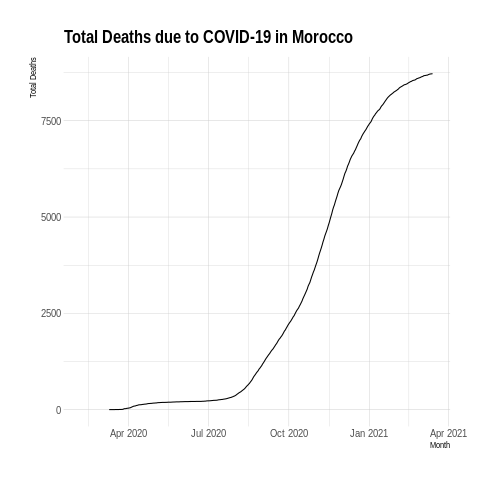 Total Deaths due to COVID-19 in Morocco
Total Deaths
7500
5000
2500
0
Apr 2020 Jul 2020 Oct 2020 Jan 2021 Apr 2021
Month